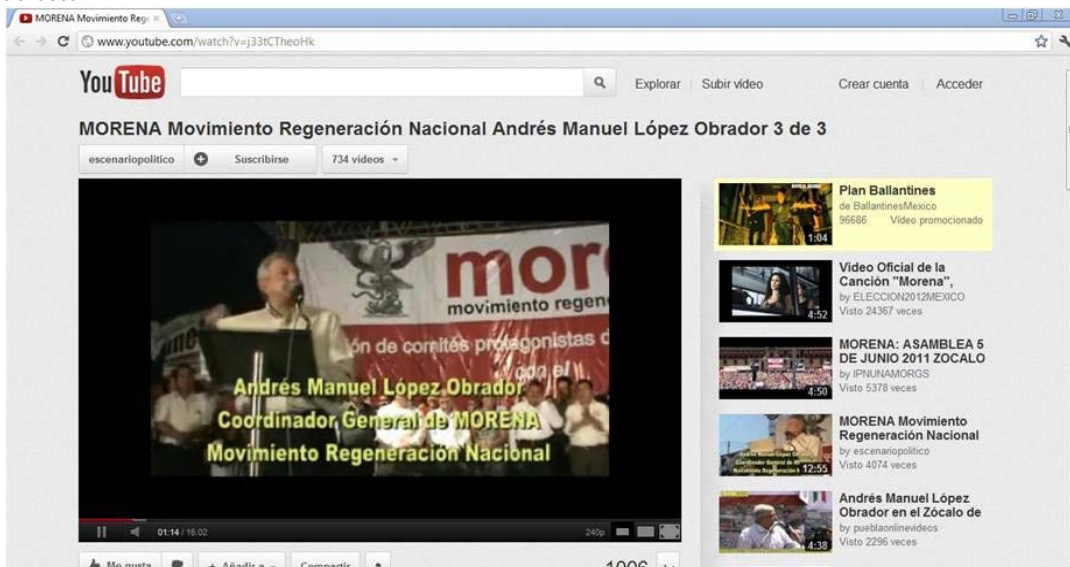 MORENA Movimiento Rege
www.youtube.com/watch?v=j33tCTheoHk
YouTube
Explorar
Subir vídeo
Crear cuenta
Acceder
MORENA Movimiento Regeneración Nacional Andrés Manuel López Obrador 3 de 3
escenariopolitico
Suscribirse
734 vídeos
mor
movimiento regen
ón de comités protagonistas d
con el
Andrés Manuel López Obrador
Coordinador General de MORENA
Movimiento Regeneración Nacional
01:14 / 15:02
240p
Me gusta
+ Añadir a
Compartir
Plan Ballantines
de BallantinesMexico
96686 Vídeo promocionado
1:04
Video Oficial de la
Canción "Morena",
by ELECCION2012MEXICO
Visto 24367 veces
4:52
MORENA: ASAMBLEA 5
DE JUNIO 2011 ZOCALO
by IPNUNAMORGS
Visto 5378 veces
4:50
MORENA Movimiento
Regeneración Nacional
by escenariopolitico
Visto 4074 veces
12:55
Andrés Manuel López
Obrador en el Zócalo de
by pueblaonlinevideos
Visto 2296 veces
4:38